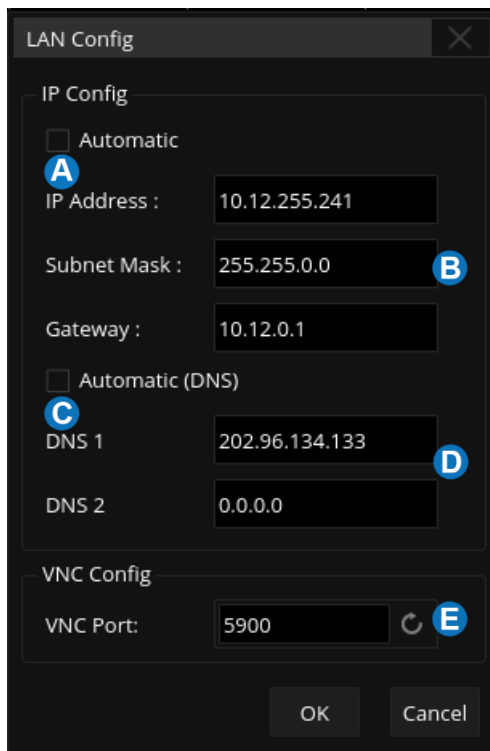 LAN Config
IP Config
Automatic
A
IP Address : 10.12.255.241
Subnet Mask : 255.255.0.0 B
Gateway : 10.12.0.1
Automatic (DNS)
C
DNS 1 202.96.134.133
D
DNS 2 0.0.0.0
VNC Config
VNC Port: 5900 E
OK Cancel